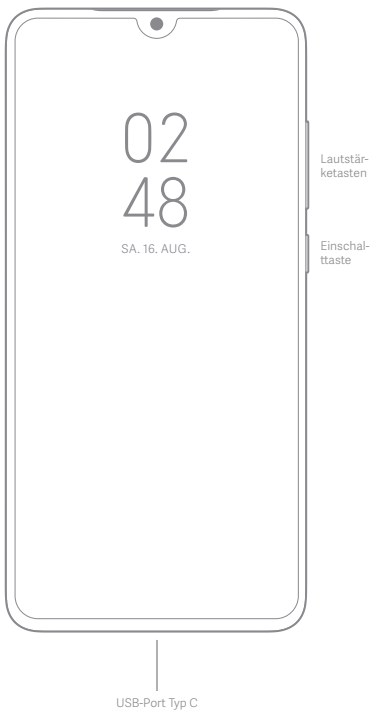 02
48
SA. 16. AUG.
Lautstär-
ketasten
Einschal-
ttaste
USB-Port Typ C